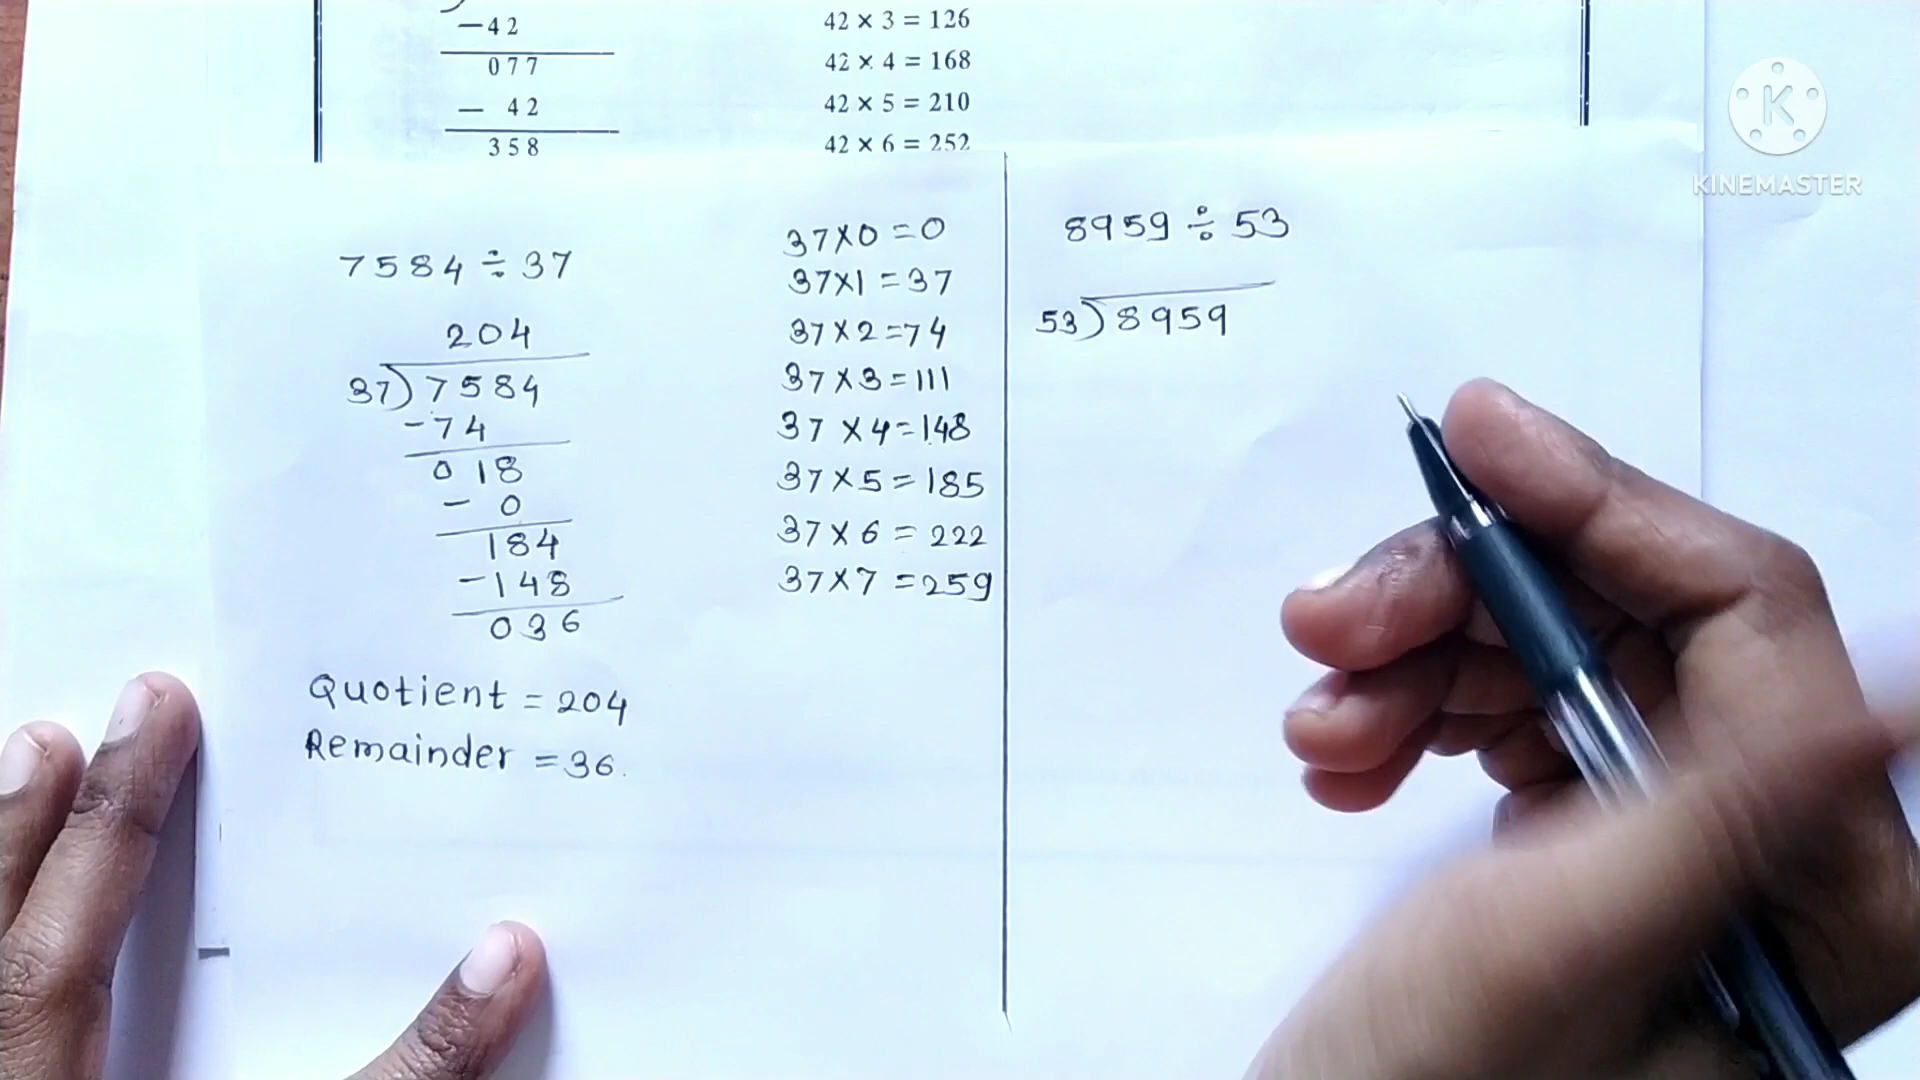 −42
077
− 42
358
42 × 3 = 126
42 × 4 = 168
42 × 5 = 210
42 × 6 = 252
7584 ÷ 37
204
37) 7584
−74
018
− 0
184
−148
036
Quotient = 204
Remainder = 36.
37×0 = 0
37×1 = 37
37×2 = 74
37×3 = 111
37×4 = 148
37×5 = 185
37×6 = 222
37×7 = 259
8959 ÷ 53
53) 8959
K
KINEMASTER